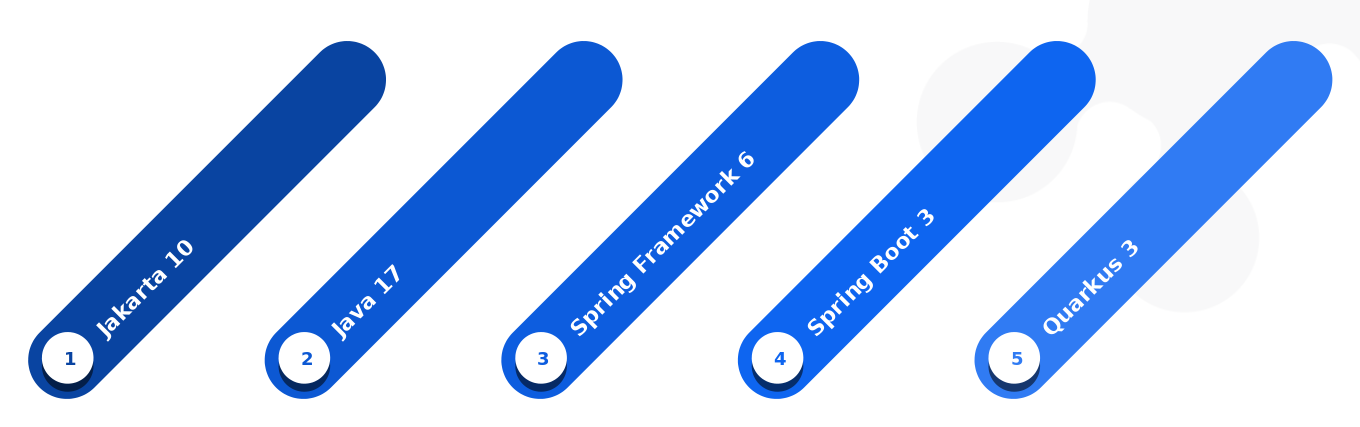 1
Jakarta 10
2
Java 17
3
Spring Framework 6
4
Spring Boot 3
5
Quarkus 3